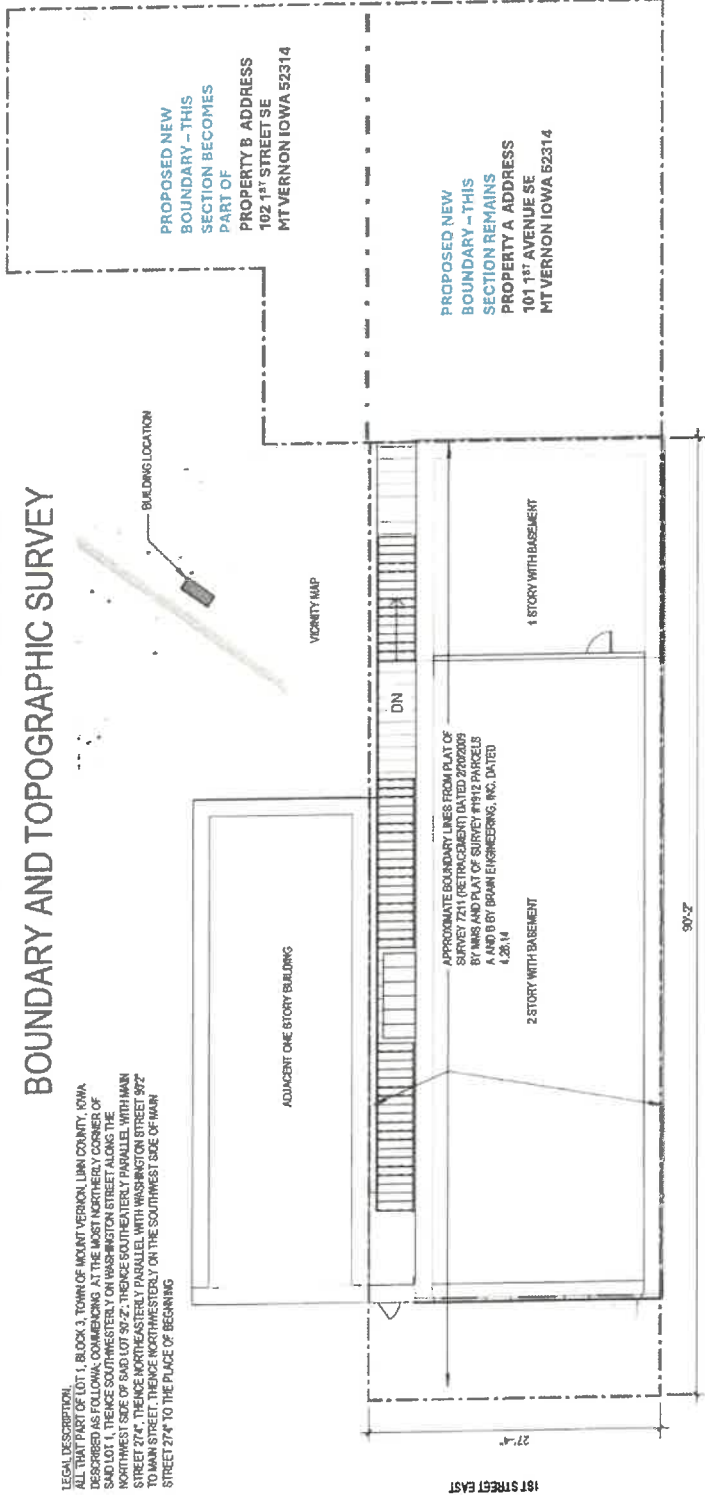 BOUNDARY AND TOPOGRAPHIC SURVEY
LEGAL DESCRIPTION.
ALL THAT PART OF LOT 1, BLOCK 3, TOWN OF MOUNT VERNON, LINN COUNTY, IOWA
DESCRIBED AS FOLLOWA: COMMENCING AT THE MOST NORTHERLY CORNER OF
SAID LOT 1, THENCE SOUTHWESTERLY ON WASHINGTON STREET ALONG THE
NORTHWEST SIDE OF SAID LOT 90'-2"; THENCE SOUTHEATERLY PARALLEL WITH MAIN
STREET 27'4", THENCE NORTHEASTERLY PARALLEL WITH WASHINGTON STREET 90'2"
TO MAIN STREET, THENCE NORTHWESTERLY ON THE SOUTHWEST SIDE OF MAIN
STREET 27'4" TO THE PLACE OF BEGINNING
BUILDING LOCATION
VICINITY MAP
ADJACENT ONE STORY BUILDING
PROPOSED NEW
BOUNDARY – THIS
SECTION BECOMES
PART OF
PROPERTY B ADDRESS
102 1ST STREET SE
MT VERNON IOWA 52314
PROPOSED NEW
BOUNDARY – THIS
SECTION REMAINS
PROPERTY A ADDRESS
101 1ST AVENUE SE
MT VERNON IOWA 52314
DN
APPROXIMATE BOUNDARY LINES FROM PLAT OF
SURVEY 7211 (RETRACEMENT) DATED 2/20/2009
BY MMS AND PLAT OF SURVEY #1912 PARCELS
A AND B BY BRAIN ENGINEERING, INC. DATED
4.28.14
2 STORY WITH BASEMENT
1 STORY WITH BASEMENT
27'-4"
90'-2"
1ST STREET EAST